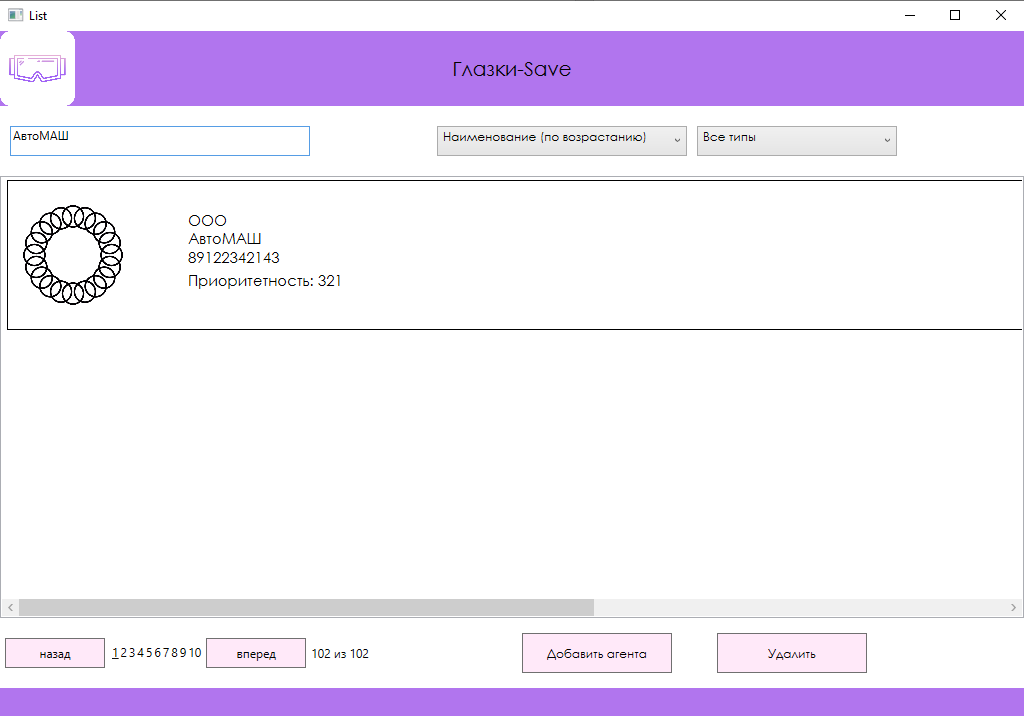 List
Глазки-Save
АвтоМАШ
Наименование (по возрастанию)
Все типы
ООО
АвтоМАШ
89122342143
Приоритетность: 321
назад
1 2 3 4 5 6 7 8 9 10
вперед
102 из 102
Добавить агента
Удалить